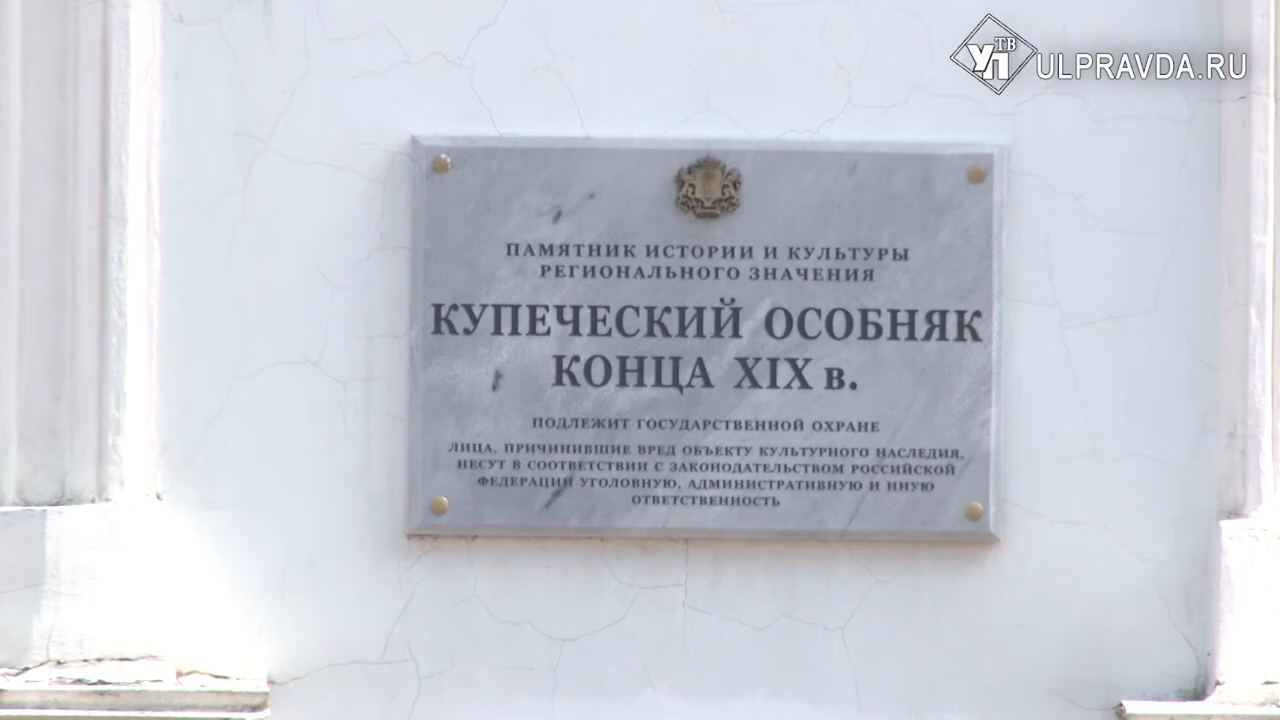 УП ТВ ULPRAVDA.RU
ПАМЯТНИК ИСТОРИИ И КУЛЬТУРЫ
РЕГИОНАЛЬНОГО ЗНАЧЕНИЯ
КУПЕЧЕСКИЙ ОСОБНЯК
КОНЦА XIX в.
ПОДЛЕЖИТ ГОСУДАРСТВЕННОЙ ОХРАНЕ
ЛИЦА, ПРИЧИНИВШИЕ ВРЕД ОБЪЕКТУ КУЛЬТУРНОГО НАСЛЕДИЯ,
НЕСУТ В СООТВЕТСТВИИ С ЗАКОНОДАТЕЛЬСТВОМ РОССИЙСКОЙ
ФЕДЕРАЦИИ УГОЛОВНУЮ, АДМИНИСТРАТИВНУЮ И ИНУЮ
ОТВЕТСТВЕННОСТЬ